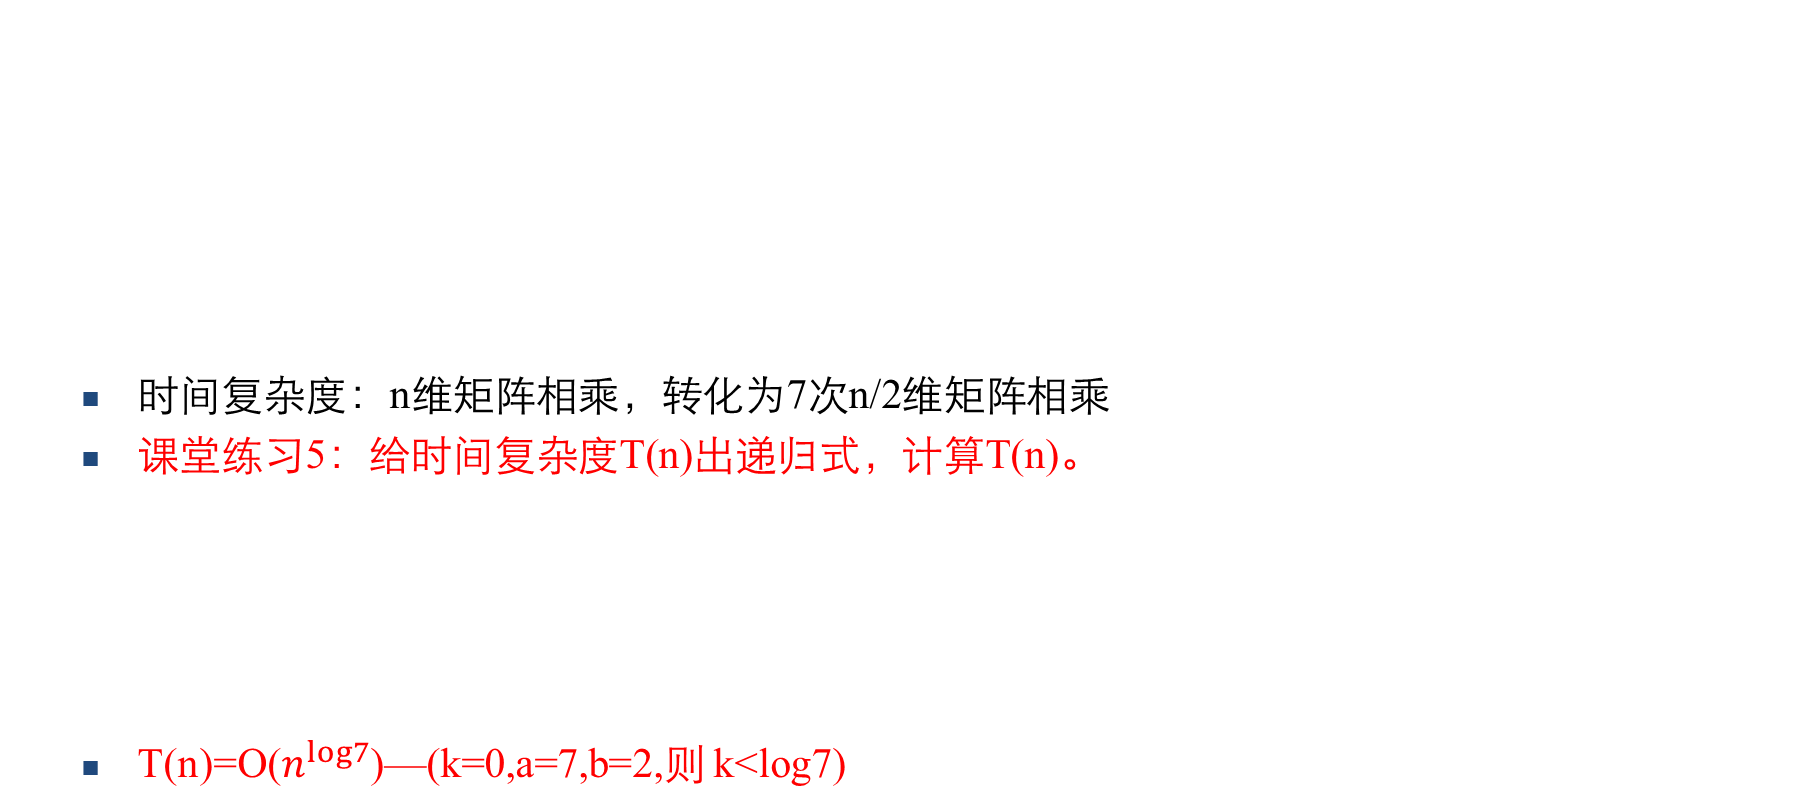 ▪ 时间复杂度：n维矩阵相乘，转化为7次n/2维矩阵相乘
▪ 课堂练习5：给时间复杂度T(n)出递归式，计算T(n)。
▪ T(n)=O(n^{log7})—(k=0,a=7,b=2,则 k<log7)